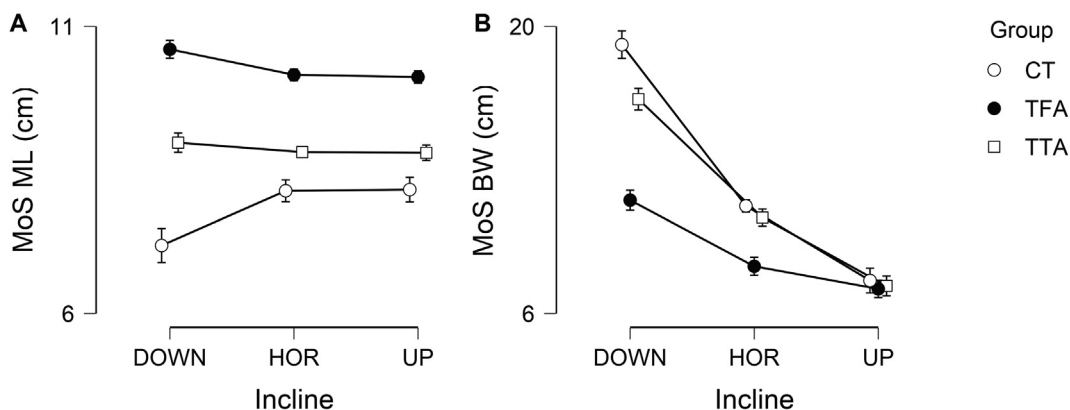 A
MoS ML (cm)
11
6
DOWN
HOR
UP
Incline
B
MoS BW (cm)
20
6
DOWN
HOR
UP
Incline
Group
CT
TFA
TTA